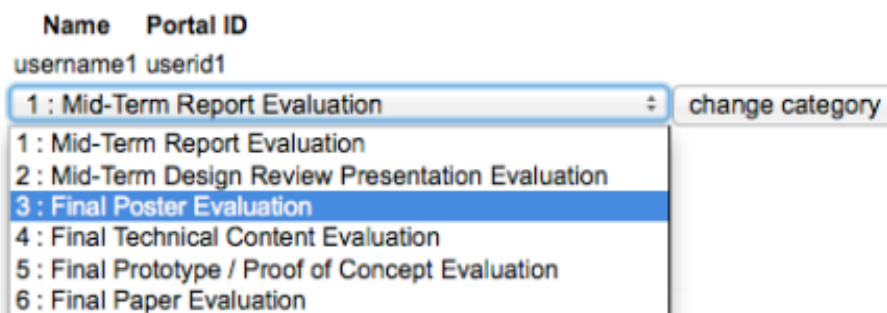 Name Portal ID
username1 userid1
1 : Mid-Term Report Evaluation change category
1 : Mid-Term Report Evaluation
2 : Mid-Term Design Review Presentation Evaluation
3 : Final Poster Evaluation
4 : Final Technical Content Evaluation
5 : Final Prototype / Proof of Concept Evaluation
6 : Final Paper Evaluation